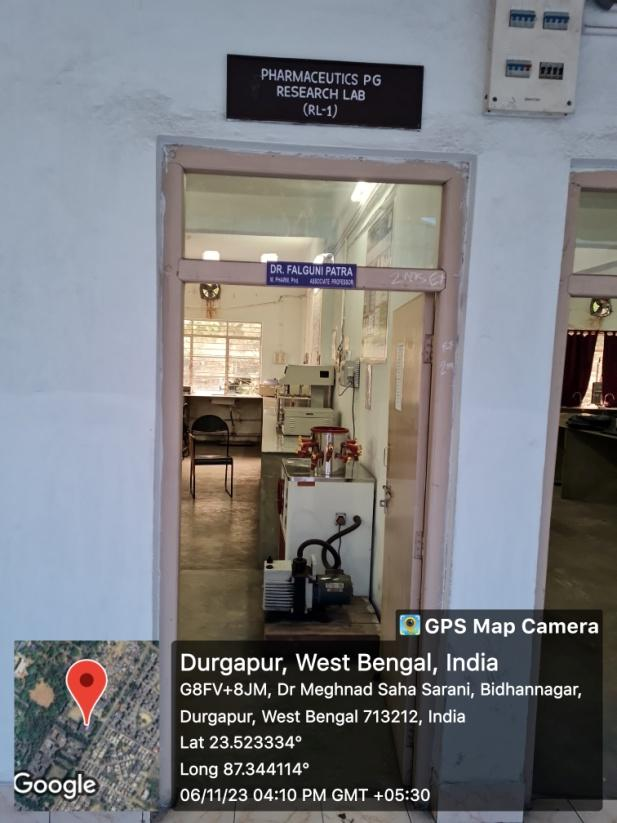 PHARMACEUTICS PG
RESEARCH LAB
(RL-1)
DR. FALGUNI PATRA
M. PHARM, PhD ASSOCIATE PROFESSOR
GPS Map Camera
Durgapur, West Bengal, India
G8FV+8JM, Dr Meghnad Saha Sarani, Bidhannagar,
Durgapur, West Bengal 713212, India
Lat 23.523334°
Long 87.344114°
06/11/23 04:10 PM GMT +05:30
Google